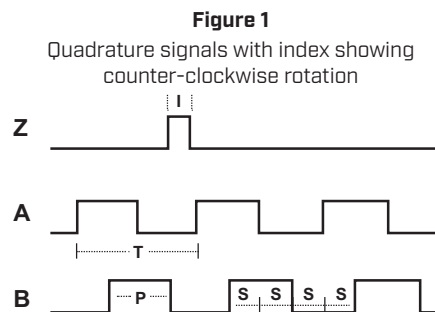 Figure 1
Quadrature signals with index showing
counter-clockwise rotation
I
Z
A
T
B
P
S S S S